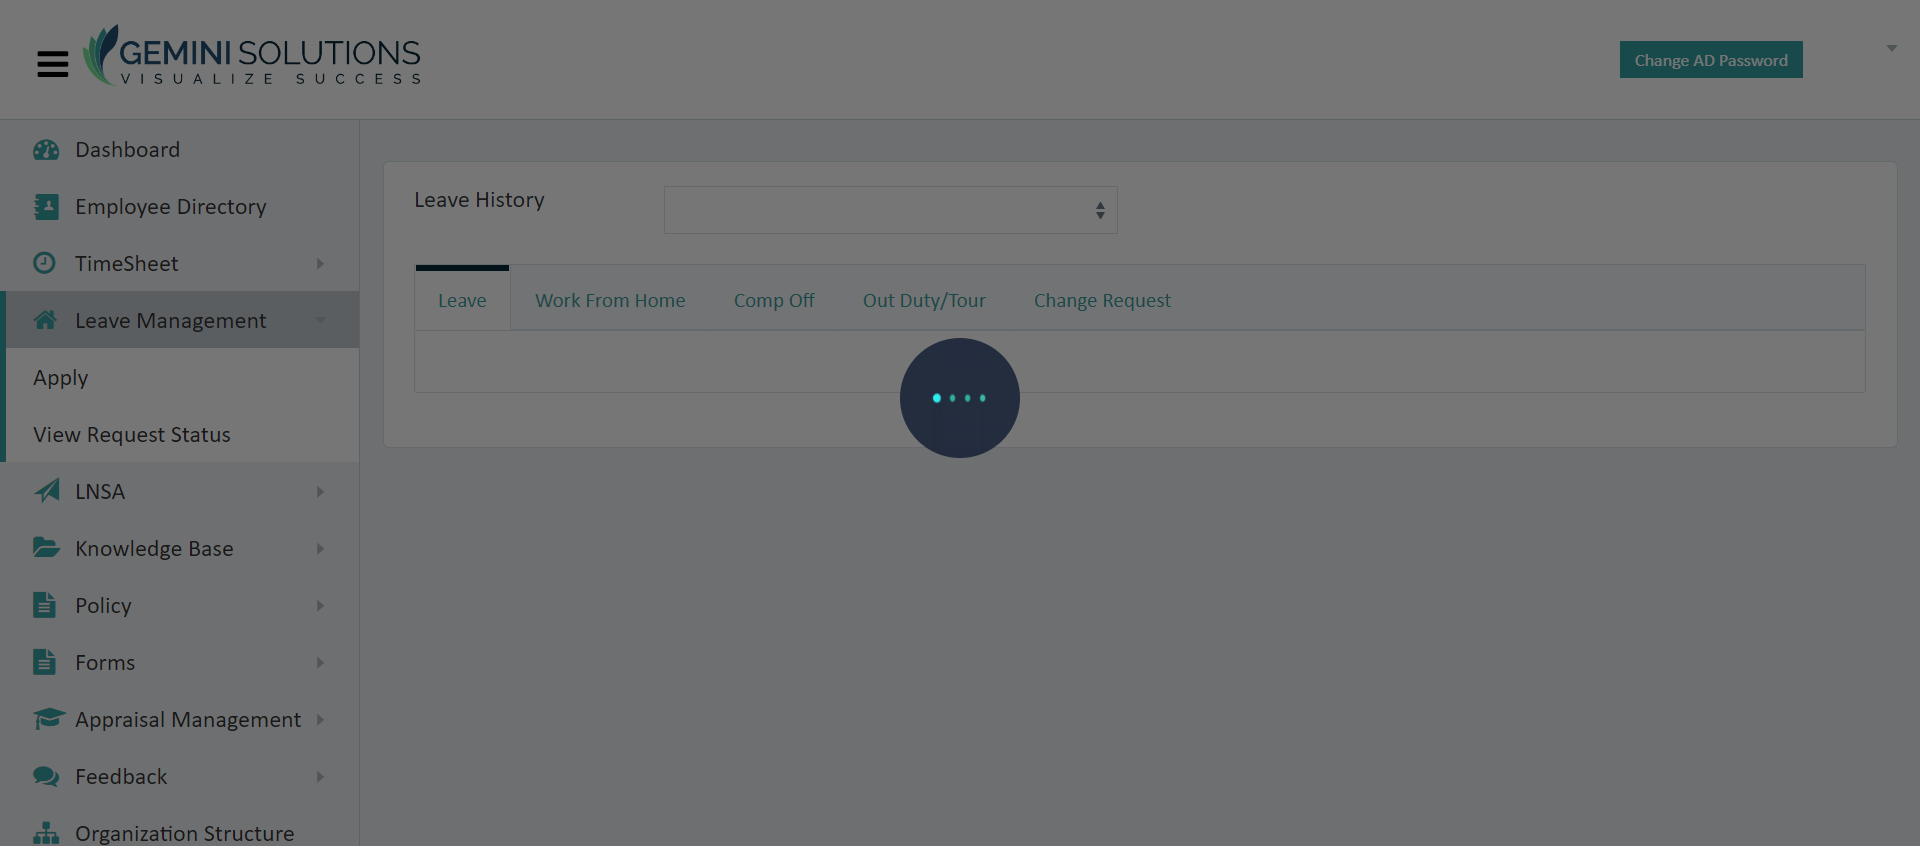 GEMINI SOLUTIONS
VISUALIZE SUCCESS
Change AD Password
Dashboard
Employee Directory
TimeSheet
Leave Management
Apply
View Request Status
LNSA
Knowledge Base
Policy
Forms
Appraisal Management
Feedback
Organization Structure
Leave History
Leave Work From Home Comp Off Out Duty/Tour Change Request